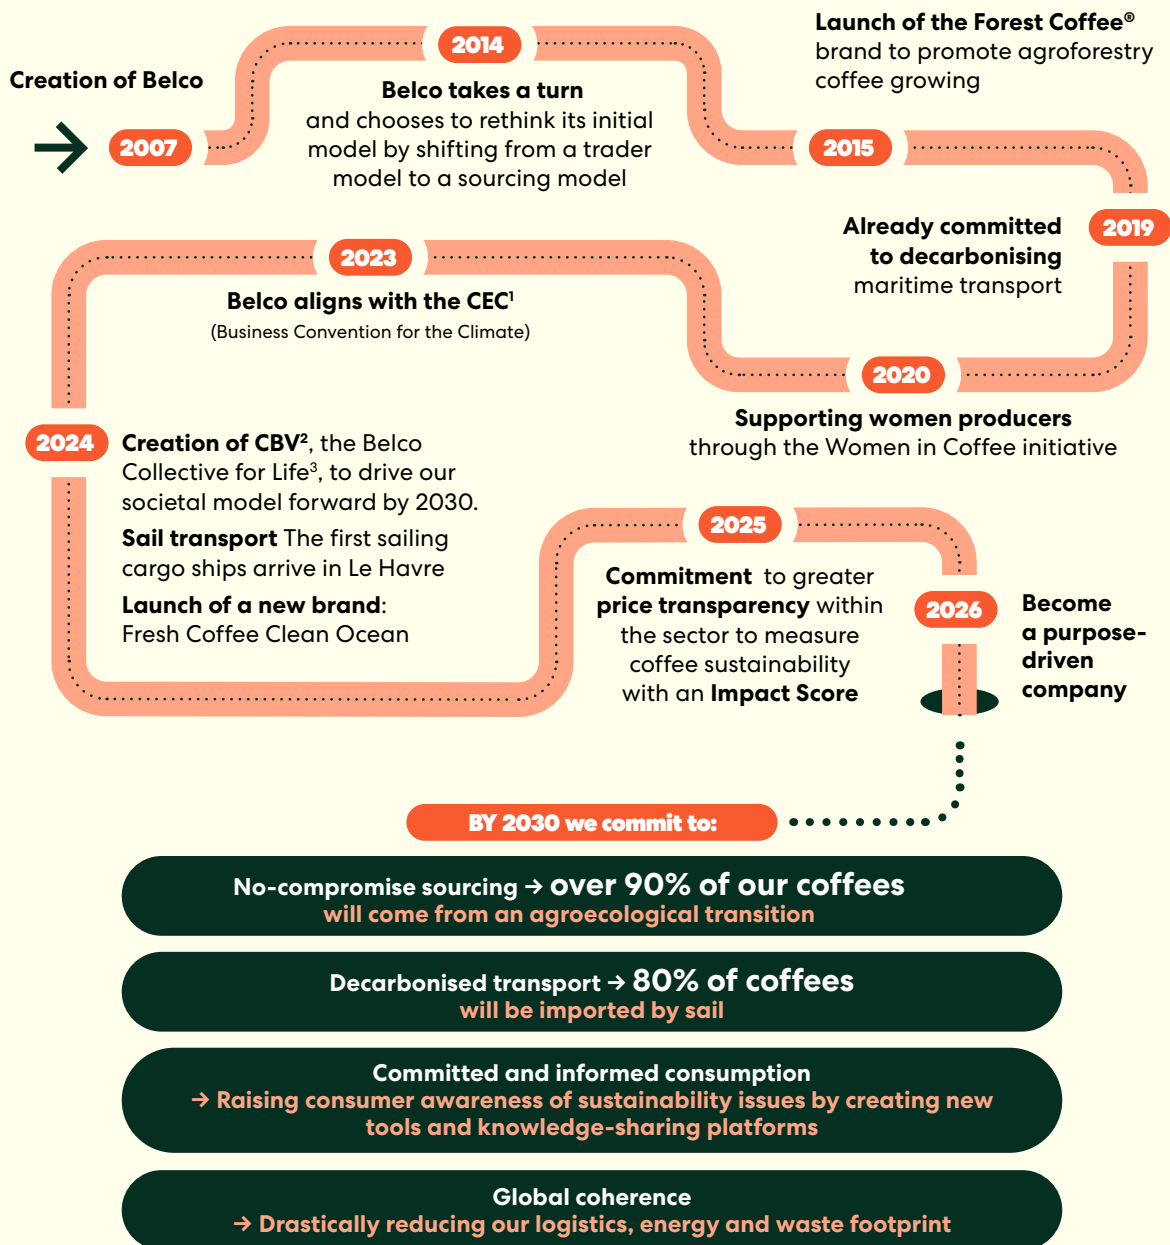 Creation of Belco
2007
2014
Belco takes a turn
and chooses to rethink its initial
model by shifting from a trader
model to a sourcing model
Launch of the Forest Coffee®
brand to promote agroforestry
coffee growing
2015
2019
Already committed
to decarbonising
maritime transport
2020
Supporting women producers
through the Women in Coffee initiative
2023
Belco aligns with the CEC¹
(Business Convention for the Climate)
2024
Creation of CBV², the Belco
Collective for Life³, to drive our
societal model forward by 2030.
Sail transport The first sailing
cargo ships arrive in Le Havre
Launch of a new brand:
Fresh Coffee Clean Ocean
2025
Commitment to greater
price transparency within
the sector to measure
coffee sustainability
with an Impact Score
2026
Become
a purpose-
driven
company
BY 2030 we commit to:
No-compromise sourcing → over 90% of our coffees
will come from an agroecological transition
Decarbonised transport → 80% of coffees
will be imported by sail
Committed and informed consumption
→ Raising consumer awareness of sustainability issues by creating new
tools and knowledge-sharing platforms
Global coherence
→ Drastically reducing our logistics, energy and waste footprint